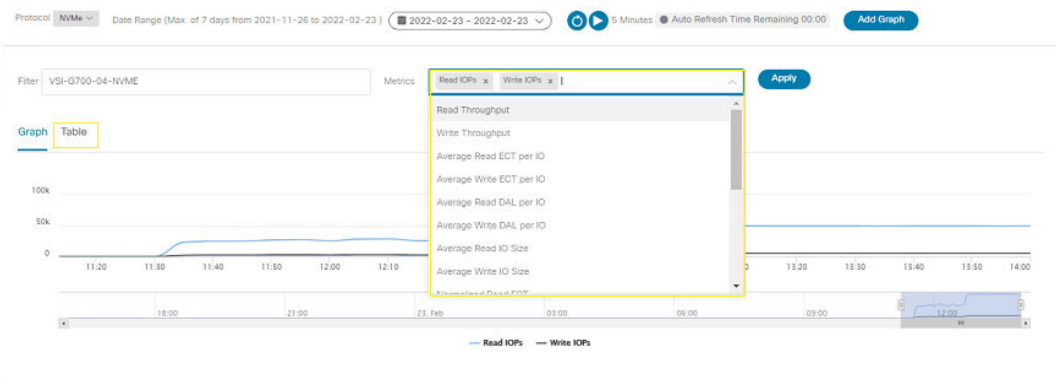 Protocol NVMe Date Range (Max. of 7 days from 2021-11-26 to 2022-02-23 ) 2022-02-23 - 2022-02-23 5 Minutes Auto Refresh Time Remaining 00:00 Add Graph
Filter VSI-G700-04-NVME Metrics Read IOPs x Write IOPs x Apply
Read Throughput
Graph Table
Write Throughput
Average Read ECT per IO
Average Write ECT per IO
100k
Average Read DAL per IO
50k
Average Write DAL per IO
0
Average Read IO Size
11:20 11:30 11:40 11:50 12:00 12:10 13:20 13:30 13:40 13:50 14:00
Average Write IO Size
Normalized Read ECT
18:00 21:00 23. Feb 03:00 06:00 09:00 12:00
Read IOPs Write IOPs